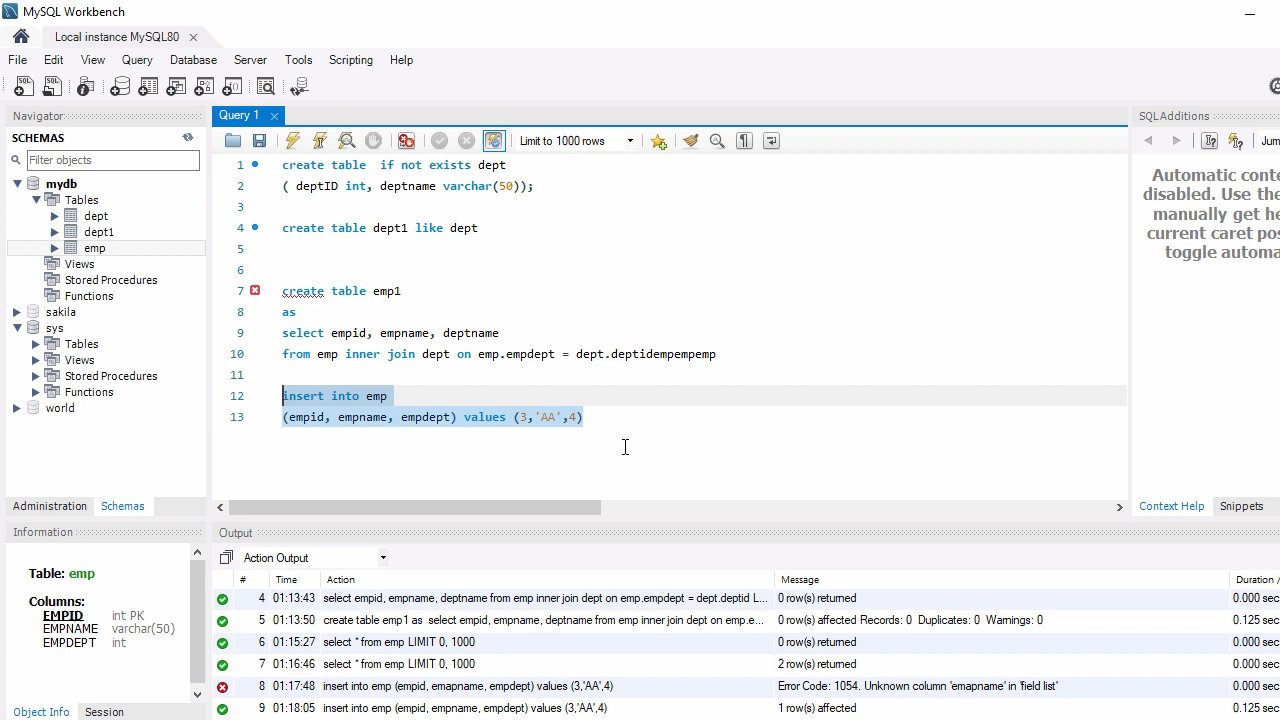 MySQL Workbench
Local instance MySQL80
File Edit View Query Database Server Tools Scripting Help
Navigator
SCHEMAS
Filter objects
mydb
Tables
dept
dept1
emp
Views
Stored Procedures
Functions
sakila
sys
Tables
Views
Stored Procedures
Functions
world
Administration Schemas
Information
Table: emp
Columns:
EMPID int PK
EMPNAME varchar(50)
EMPDEPT int
Object Info Session
Query 1
Limit to 1000 rows
1 create table if not exists dept
2 ( deptID int, deptname varchar(50));
3
4 create table dept1 like dept
5
6
7 create table emp1
8 as
9 select empid, empname, deptname
10 from emp inner join dept on emp.empdept = dept.deptidempempemp
11
12 insert into emp
13 (empid, empname, empdept) values (3,'AA',4)
SQLAdditions
Jum
Automatic conte
disabled. Use the
manually get he
current caret pos
toggle automa
Context Help Snippets
Output
Action Output
# Time Action Message Duration /
4 01:13:43 select empid, empname, deptname from emp inner join dept on emp.empdept = dept.deptid L... 0 row(s) returned 0.000 sec
5 01:13:50 create table emp1 as select empid, empname, deptname from emp inner join dept on emp.e... 0 row(s) affected Records: 0 Duplicates: 0 Warnings: 0 0.125 sec
6 01:15:27 select * from emp LIMIT 0, 1000 0 row(s) returned 0.000 sec
7 01:16:46 select * from emp LIMIT 0, 1000 2 row(s) returned 0.000 sec
8 01:17:48 insert into emp (empid, emapname, empdept) values (3,'AA',4) Error Code: 1054. Unknown column 'emapname' in 'field list' 0.000 sec
9 01:18:05 insert into emp (empid, empname, empdept) values (3,'AA',4) 1 row(s) affected 0.125 sec